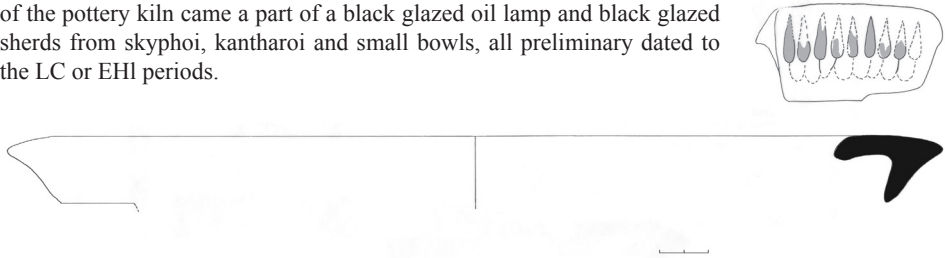 of the pottery kiln came a part of a black glazed oil lamp and black glazed
sherds from skyphoi, kantharoi and small bowls, all preliminary dated to
the LC or EHl periods.